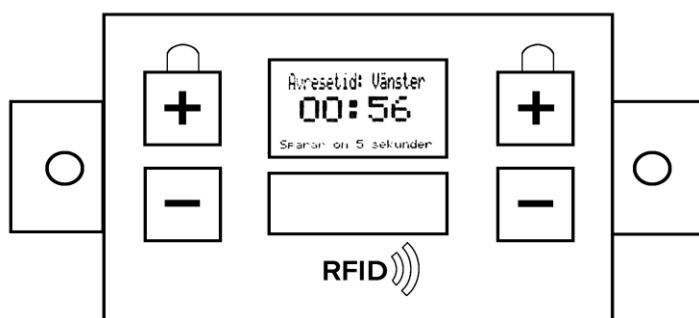 Avresetid: Vänster
+ 00:56 +
Sparar om 5 sekunder
- -
RFID